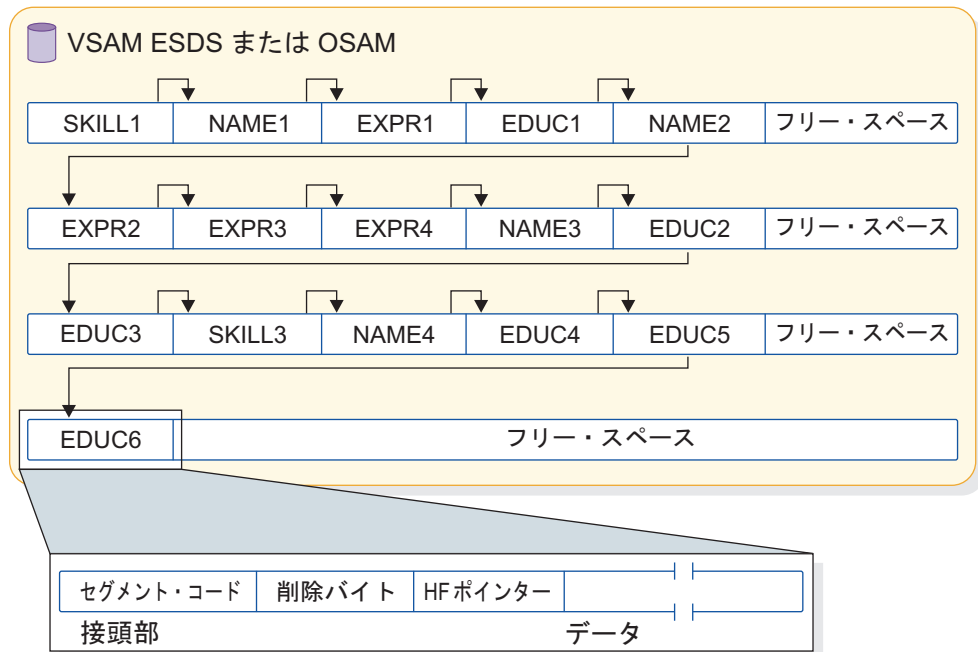 VSAM ESDS または OSAM
SKILL1 NAME1 EXPR1 EDUC1 NAME2 フリー・スペース
EXPR2 EXPR3 EXPR4 NAME3 EDUC2 フリー・スペース
EDUC3 SKILL3 NAME4 EDUC4 EDUC5 フリー・スペース
EDUC6 フリー・スペース
セグメント・コード 削除バイト HFポインター
接頭部 データ